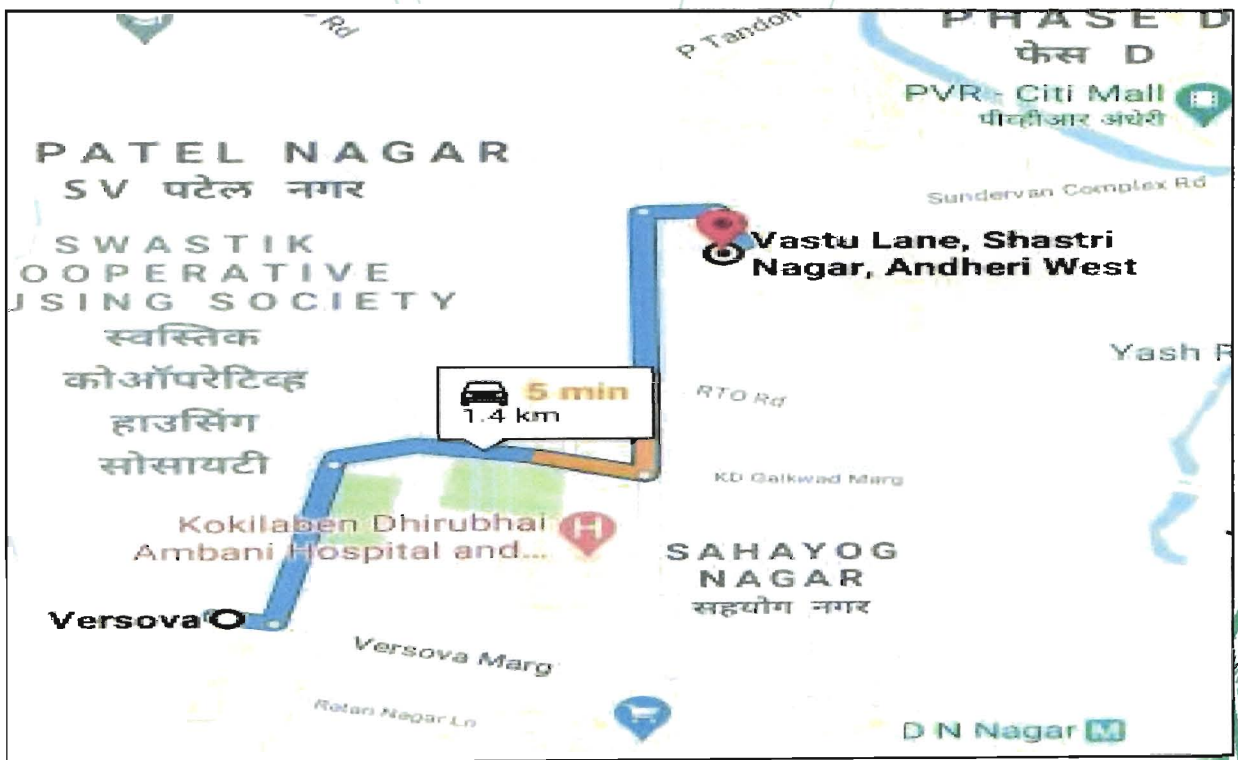 Rd
P Tandon
PHASE D
फेस D
PVR - Citi Mall
पीव्हीआर अंधेरी
PATEL NAGAR
SV पटेल नगर
Sundervan Complex Rd
SWASTIK
OOPERATIVE
USING SOCIETY
स्वस्तिक
कोऑपरेटिव्ह
हाउसिंग
सोसायटी
Vastu Lane, Shastri
Nagar, Andheri West
Yash R
5 min
1.4 km
RTO Rd
KD Gaikwad Marg
Kokilaben Dhirubhai
Ambani Hospital and...
H
SAHAYOG
NAGAR
सहयोग नगर
Versova
Versova Marg
Ratan Nagar Ln
D N Nagar M